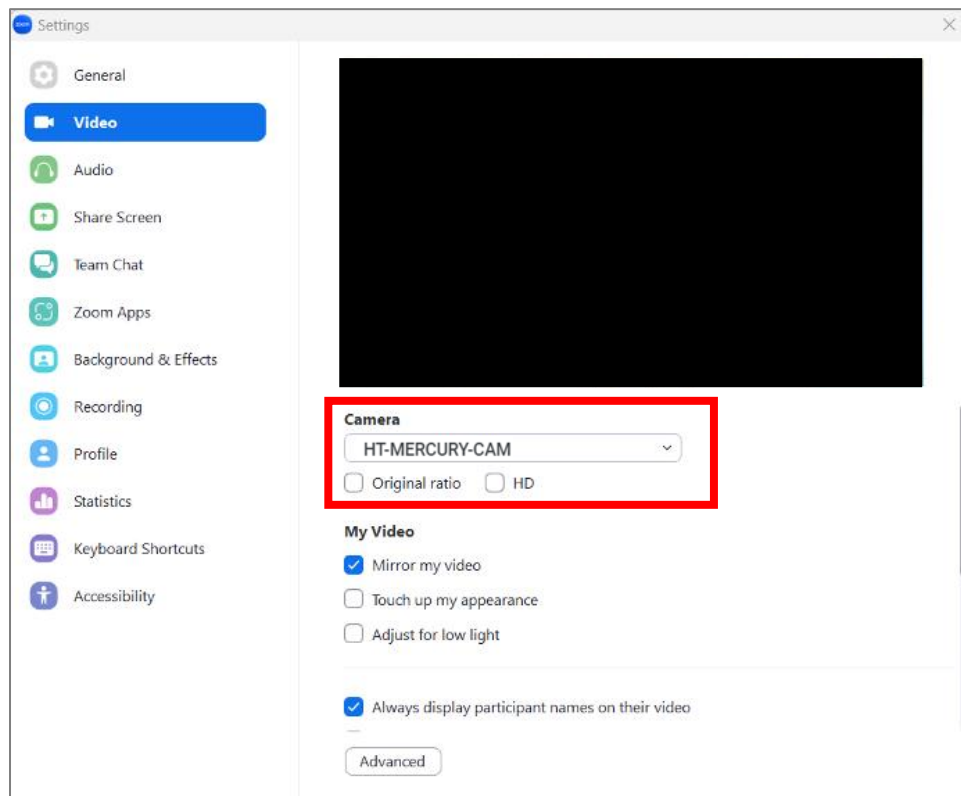 zoom Settings
General
Video
Audio
Share Screen
Team Chat
Zoom Apps
Background & Effects
Recording
Profile
Statistics
Keyboard Shortcuts
Accessibility
Camera
HT-MERCURY-CAM
Original ratio HD
My Video
Mirror my video
Touch up my appearance
Adjust for low light
Always display participant names on their video
Advanced